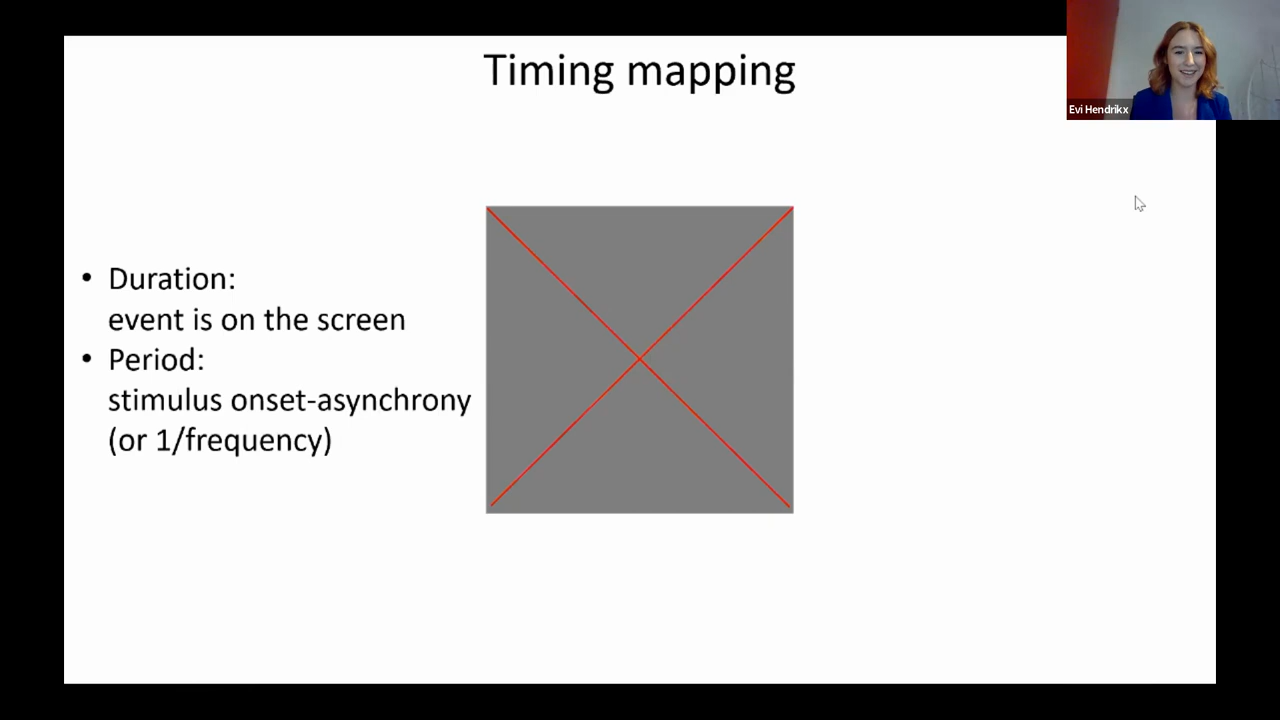 Timing mapping
Evi Hendrikx
• Duration:
event is on the screen
• Period:
stimulus onset-asynchrony
(or 1/frequency)